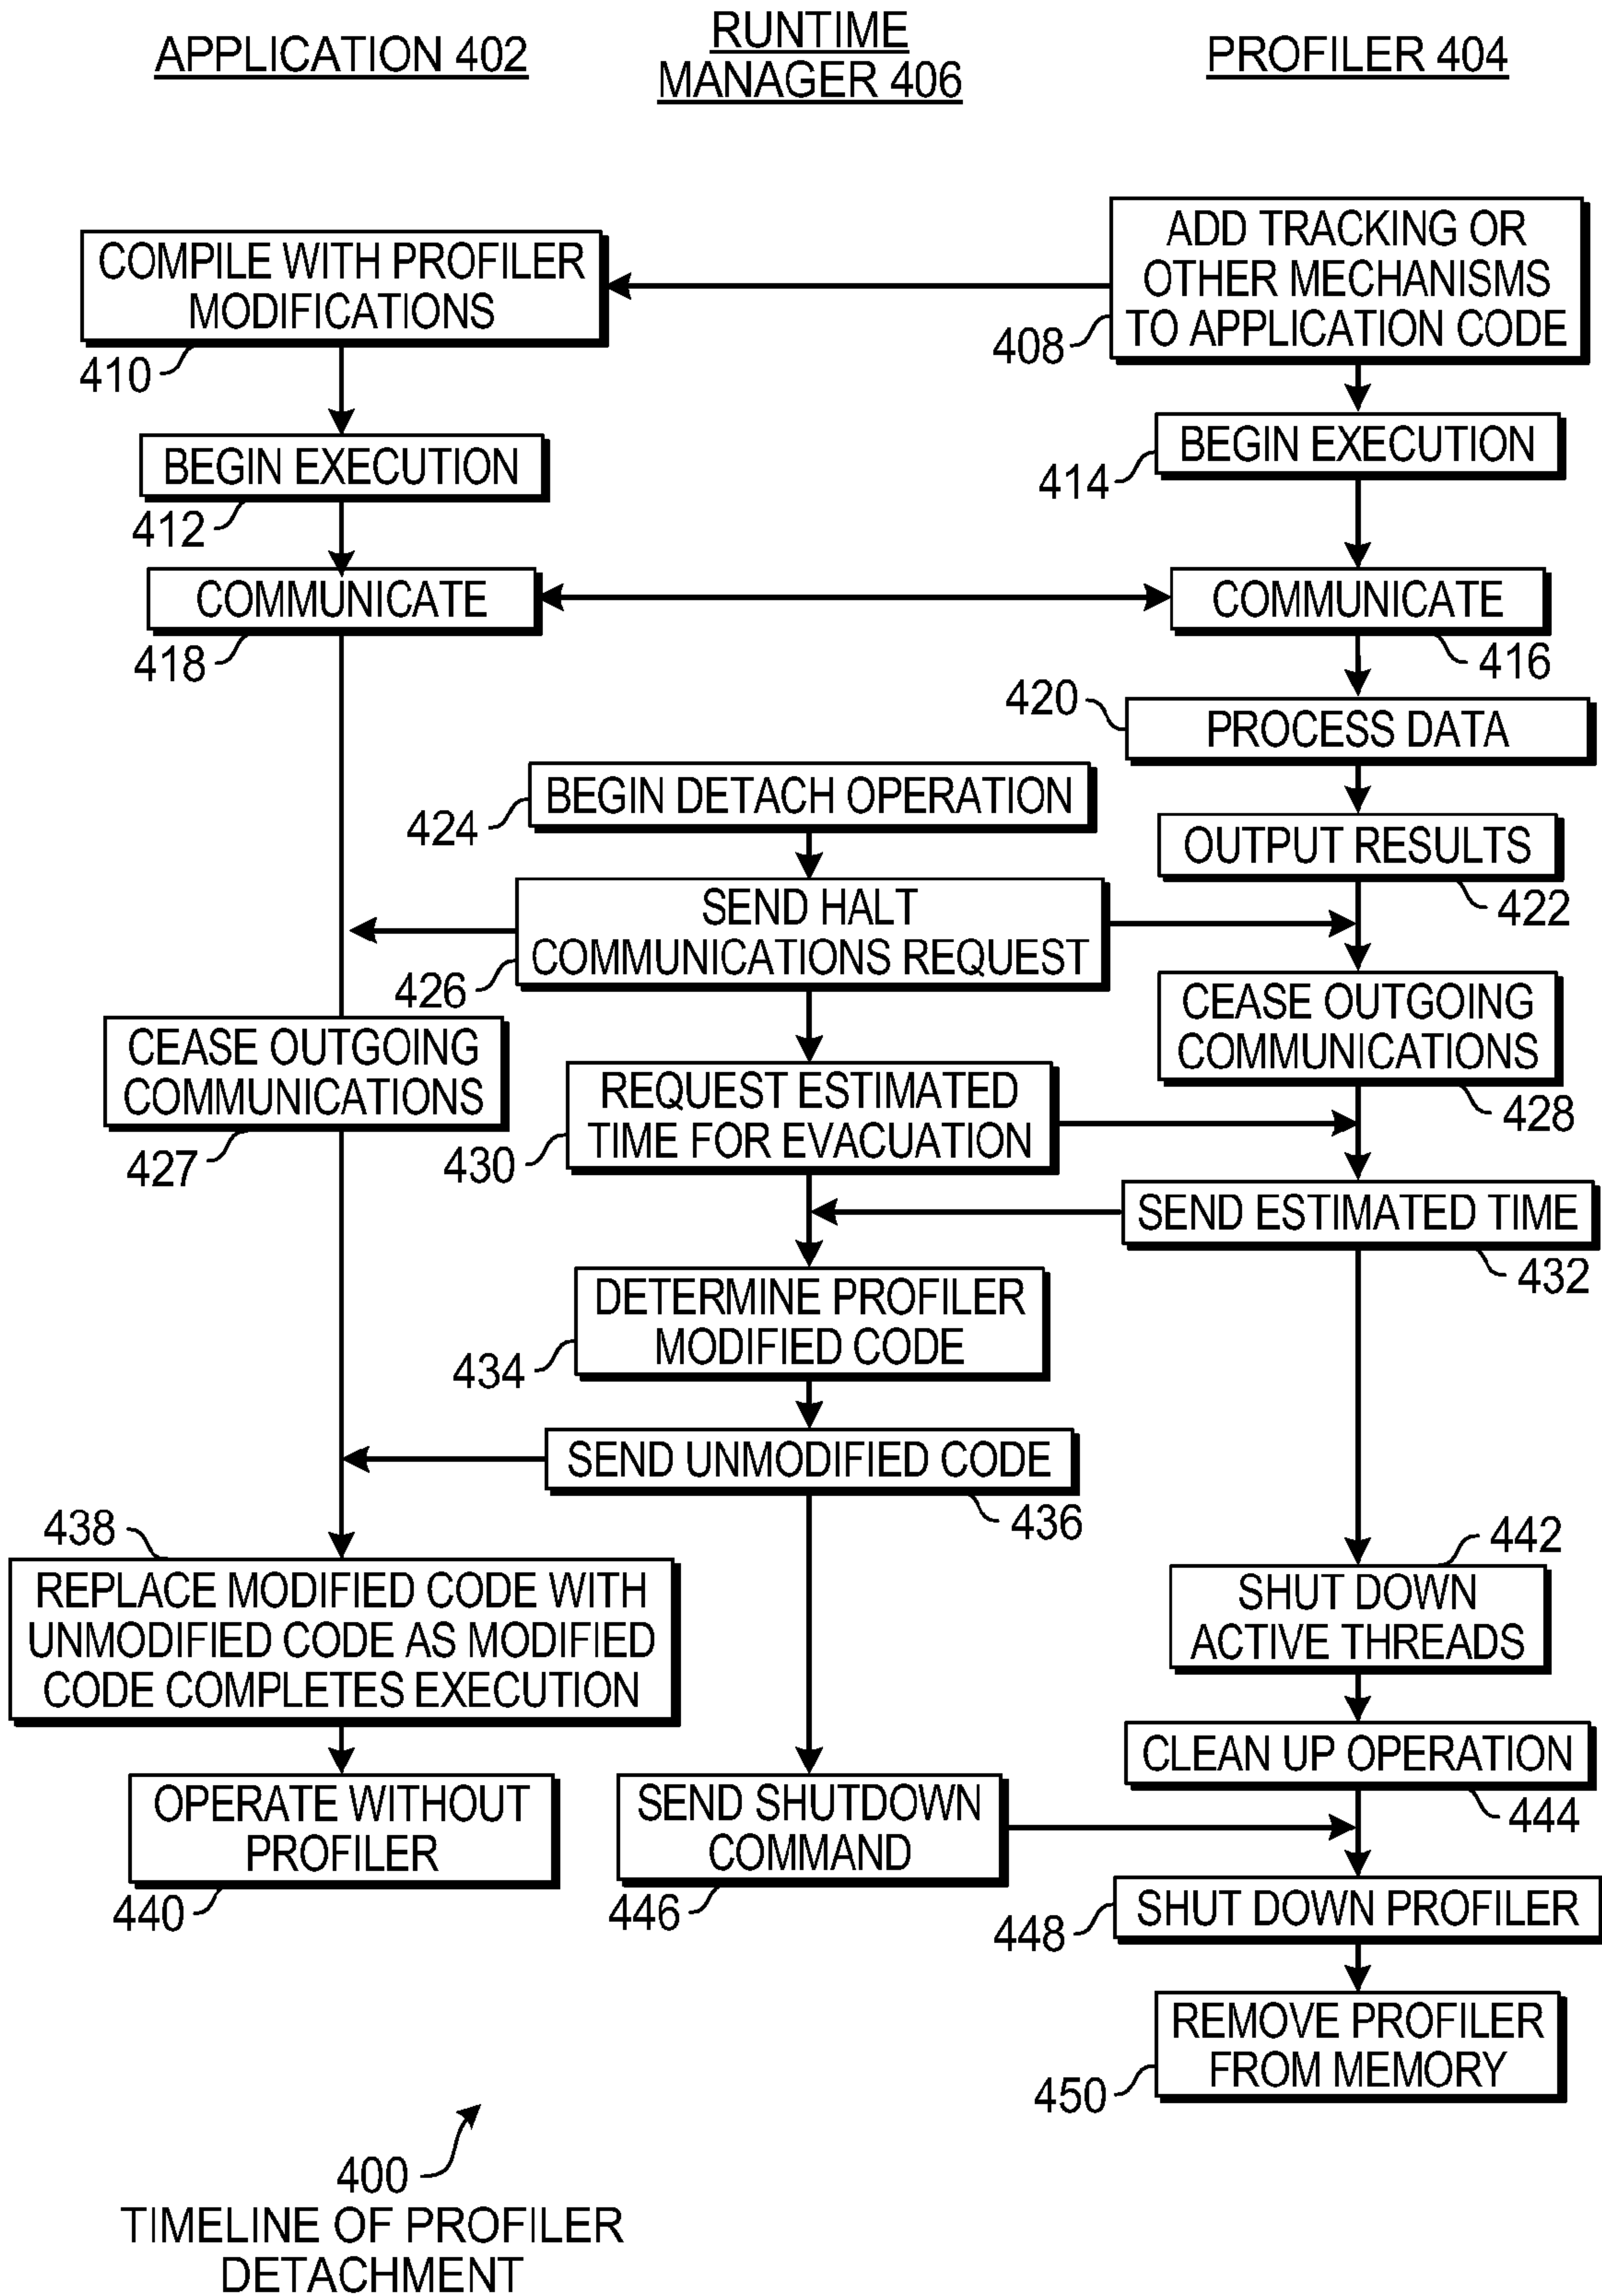 APPLICATION 402
RUNTIME
MANAGER 406
PROFILER 404
ADD TRACKING OR
OTHER MECHANISMS
TO APPLICATION CODE
408
COMPILE WITH PROFILER
MODIFICATIONS
410
BEGIN EXECUTION
412
BEGIN EXECUTION
414
COMMUNICATE
418
COMMUNICATE
416
420
PROCESS DATA
BEGIN DETACH OPERATION
424
OUTPUT RESULTS
422
SEND HALT
COMMUNICATIONS REQUEST
426
CEASE OUTGOING
COMMUNICATIONS
427
CEASE OUTGOING
COMMUNICATIONS
428
REQUEST ESTIMATED
TIME FOR EVACUATION
430
SEND ESTIMATED TIME
432
DETERMINE PROFILER
MODIFIED CODE
434
SEND UNMODIFIED CODE
436
438
REPLACE MODIFIED CODE WITH
UNMODIFIED CODE AS MODIFIED
CODE COMPLETES EXECUTION
442
SHUT DOWN
ACTIVE THREADS
CLEAN UP OPERATION
444
OPERATE WITHOUT
PROFILER
440
SEND SHUTDOWN
COMMAND
446
SHUT DOWN PROFILER
448
REMOVE PROFILER
FROM MEMORY
450
400
TIMELINE OF PROFILER
DETACHMENT